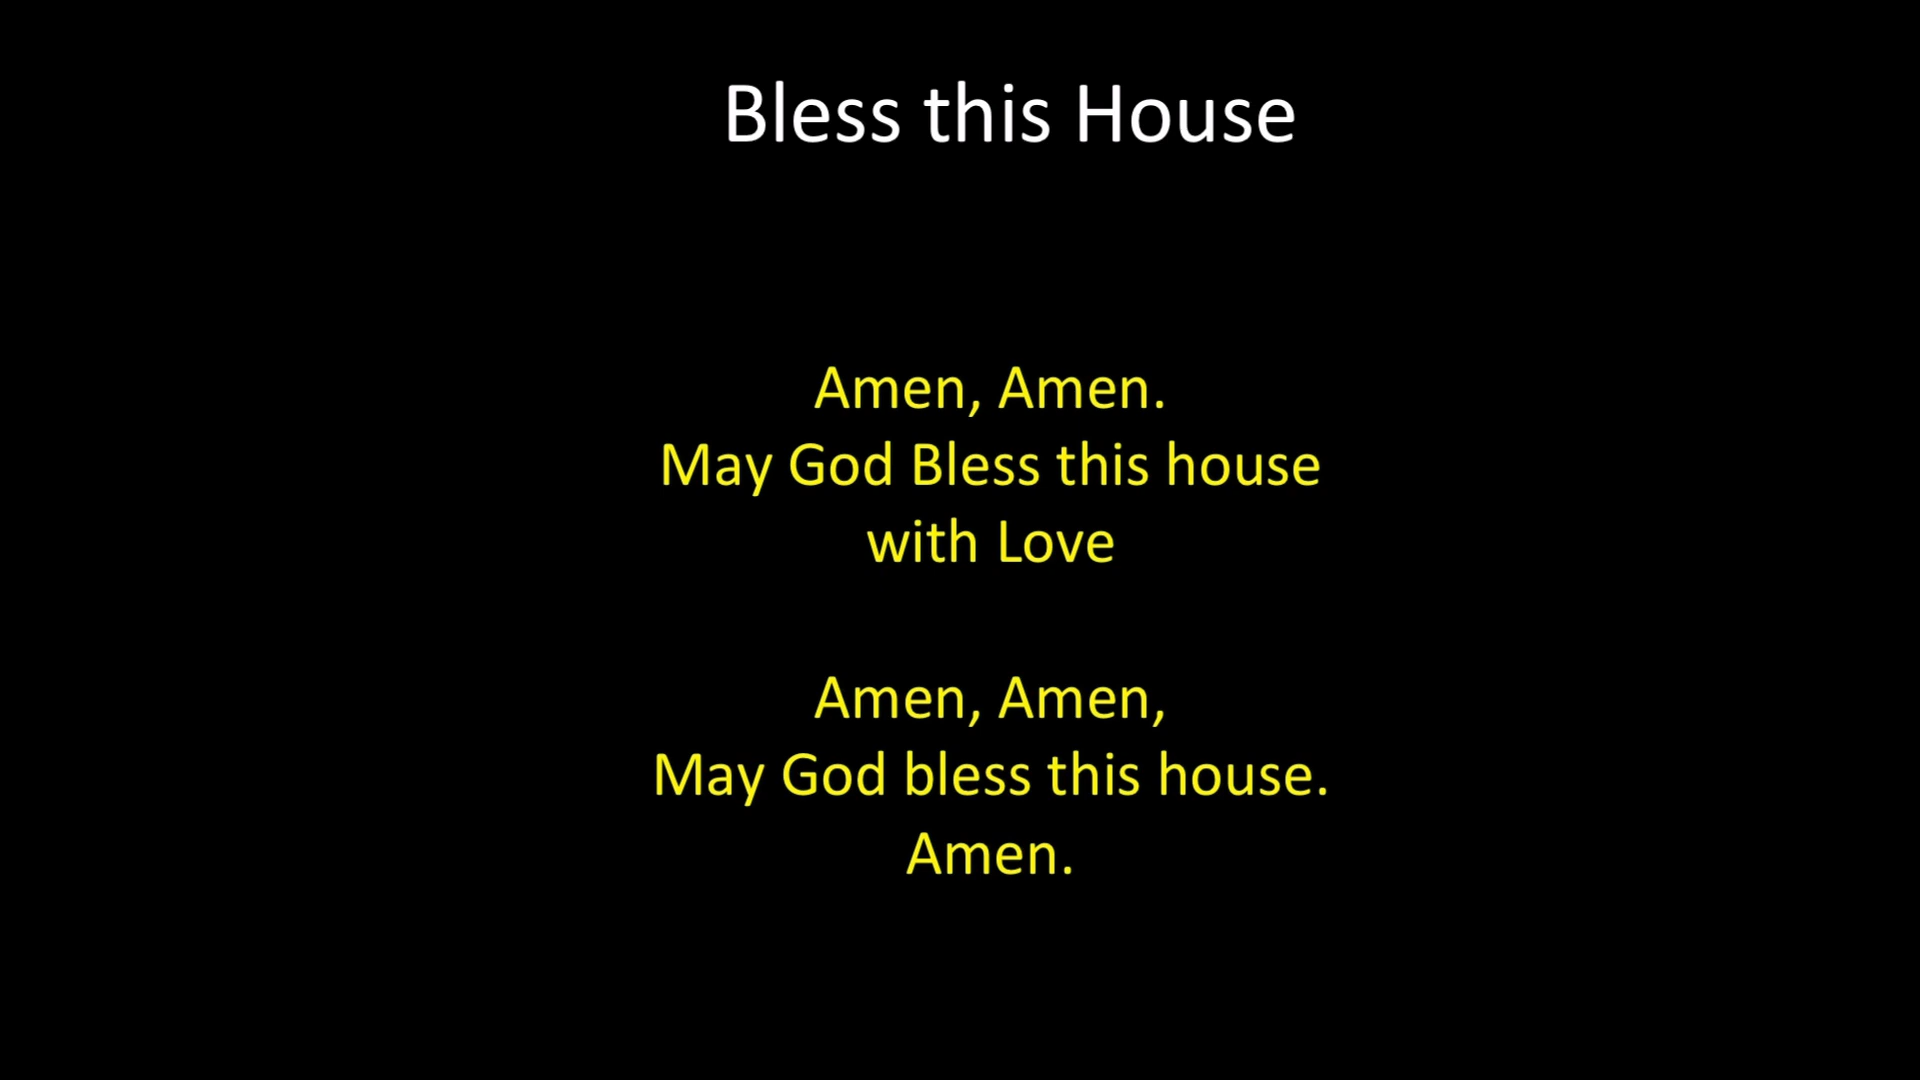 Bless this House
Amen, Amen.
May God Bless this house
with Love
Amen, Amen,
May God bless this house.
Amen.